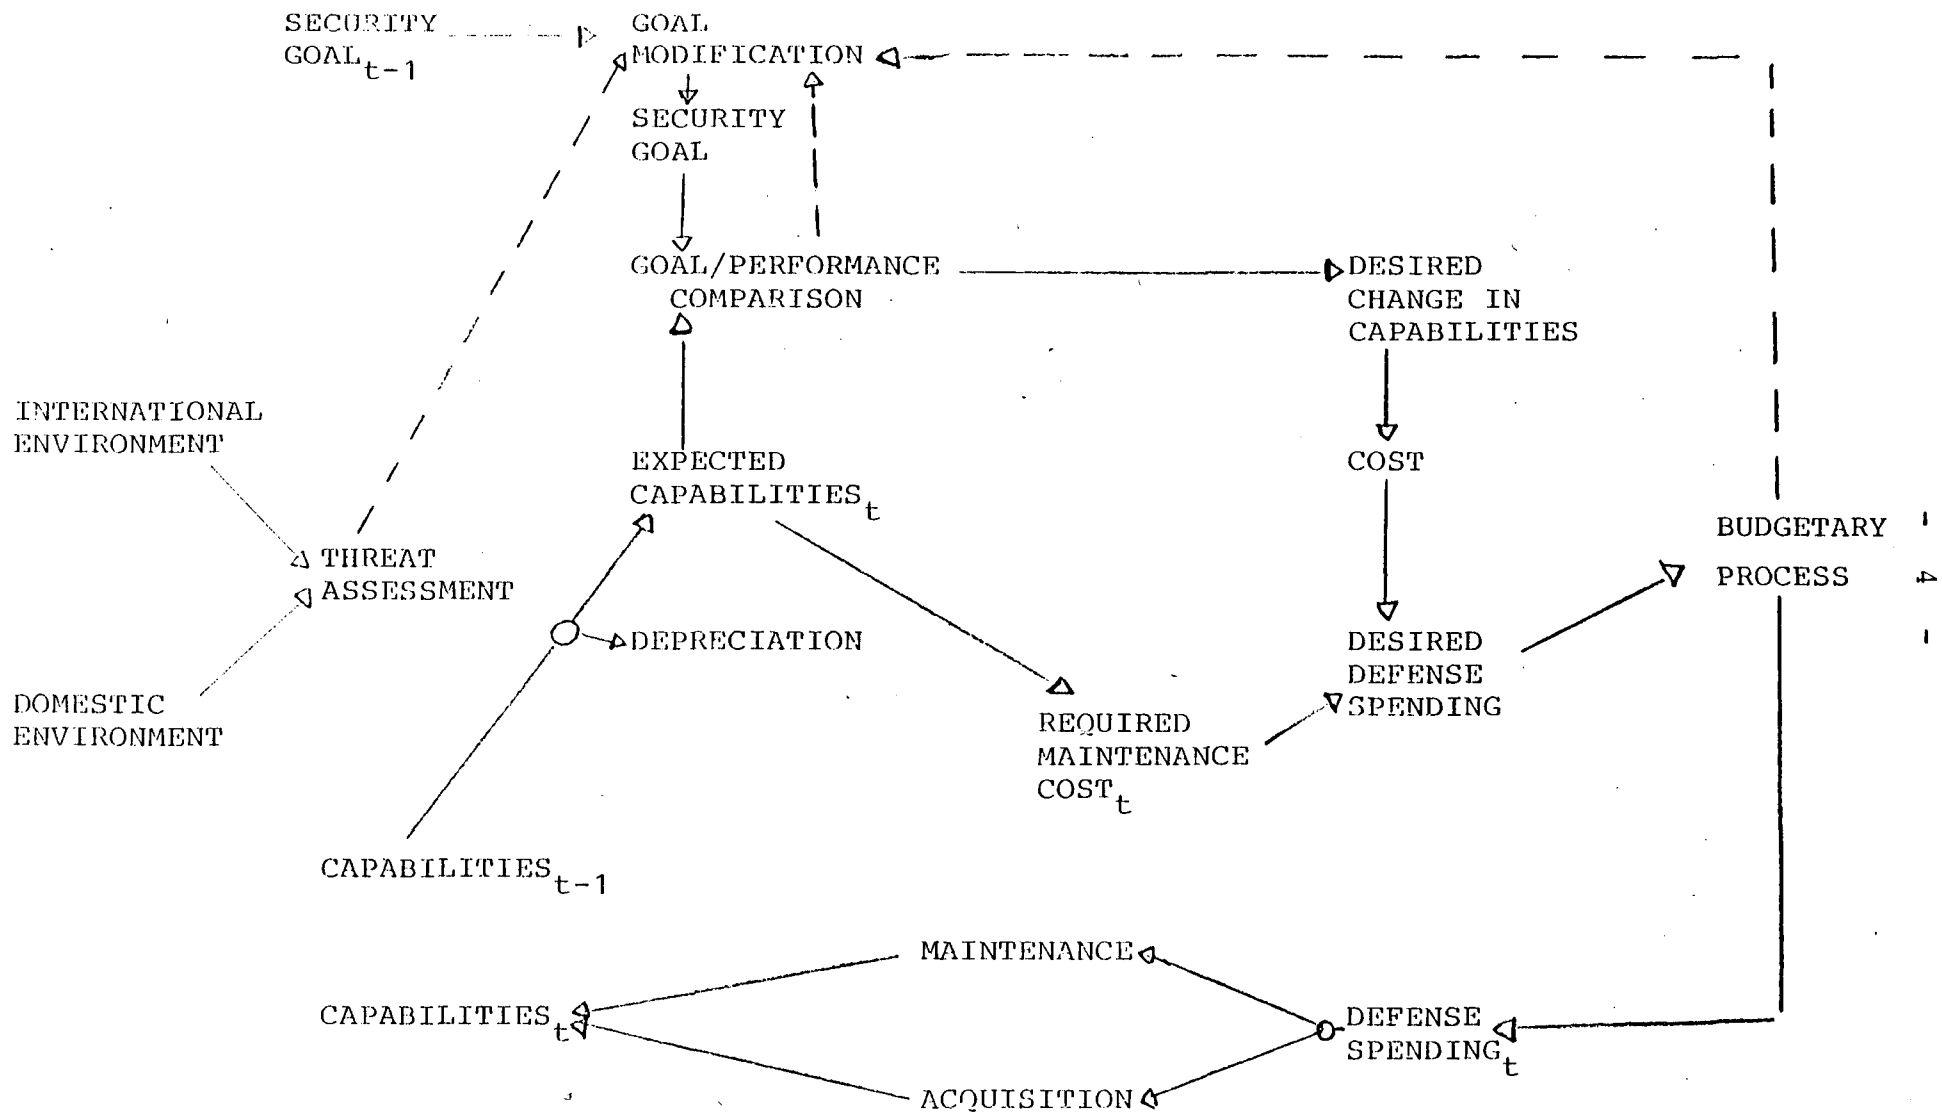 SECURITY
GOAL t-1
GOAL
MODIFICATION
SECURITY
GOAL
GOAL/PERFORMANCE
COMPARISON
DESIRED
CHANGE IN
CAPABILITIES
INTERNATIONAL
ENVIRONMENT
EXPECTED
CAPABILITIES t
COST
THREAT
ASSESSMENT
BUDGETARY
PROCESS
- 4 -
DEPRECIATION
DESIRED
DEFENSE
SPENDING
DOMESTIC
ENVIRONMENT
REQUIRED
MAINTENANCE
COST t
CAPABILITIES t-1
MAINTENANCE
CAPABILITIES t
DEFENSE
SPENDING t
ACQUISITION